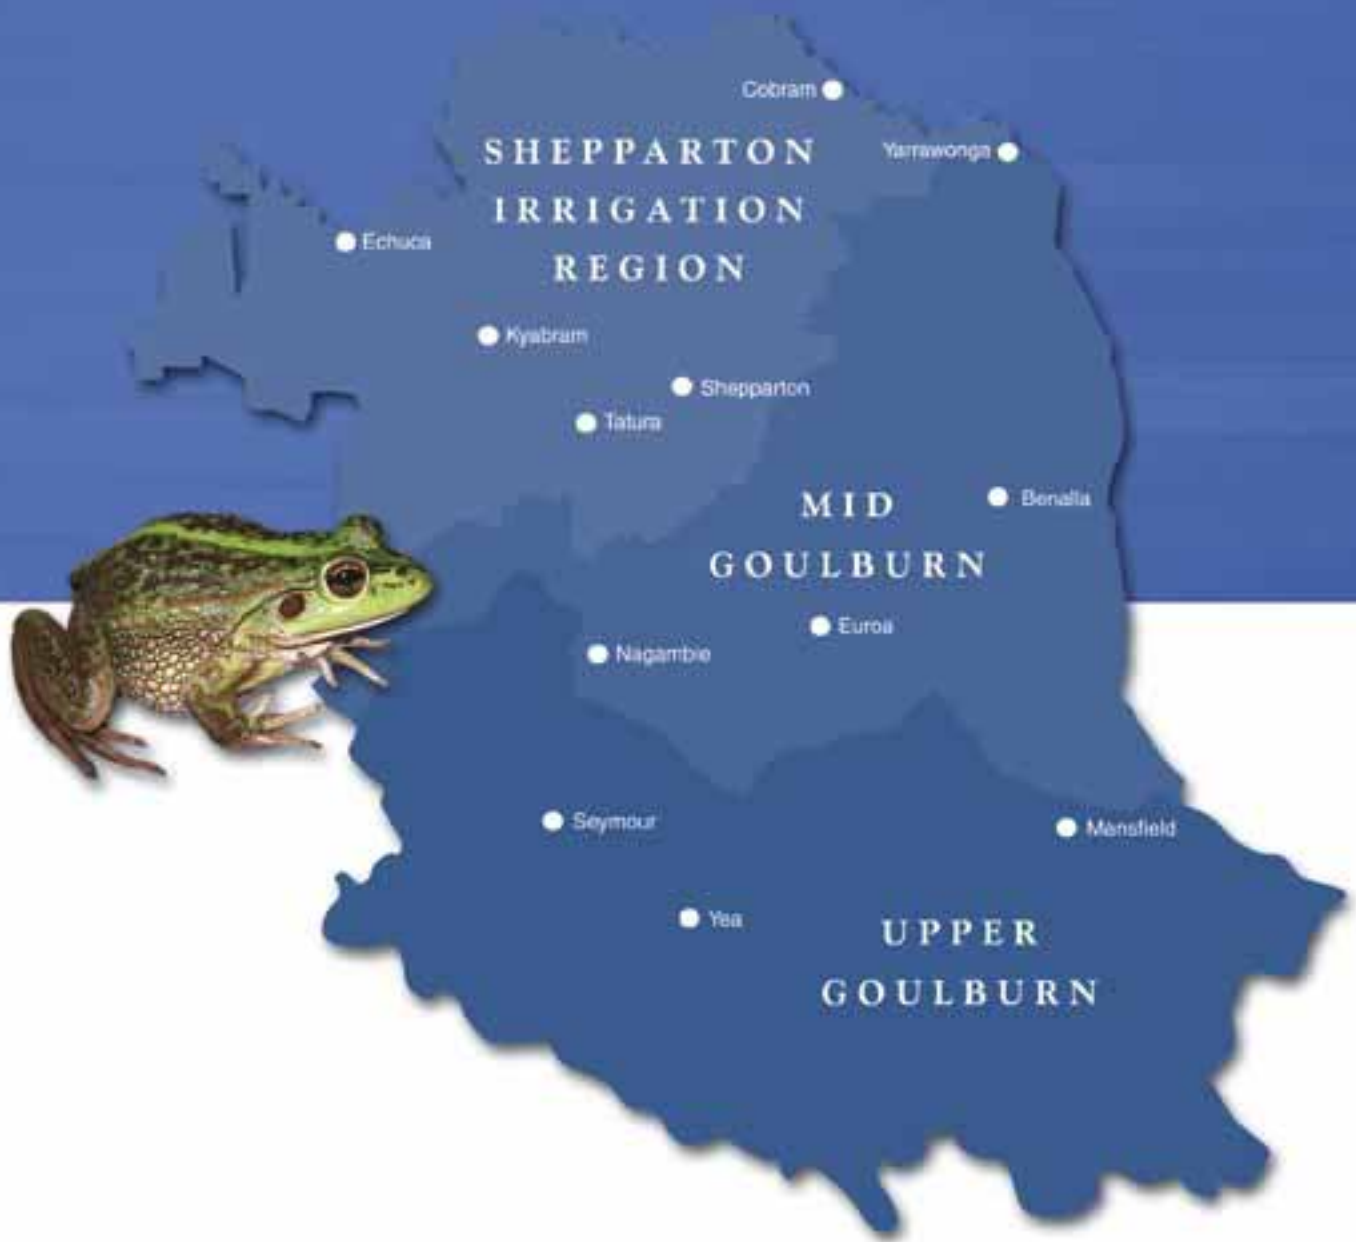 Cobram
SHEPPARTON
Yarrawonga
IRRIGATION
Echuca
REGION
Kyabram
Shepparton
Tatura
MID
Benalla
GOULBURN
Euroa
Nagambie
Seymour
Mansfield
Yea
UPPER
GOULBURN